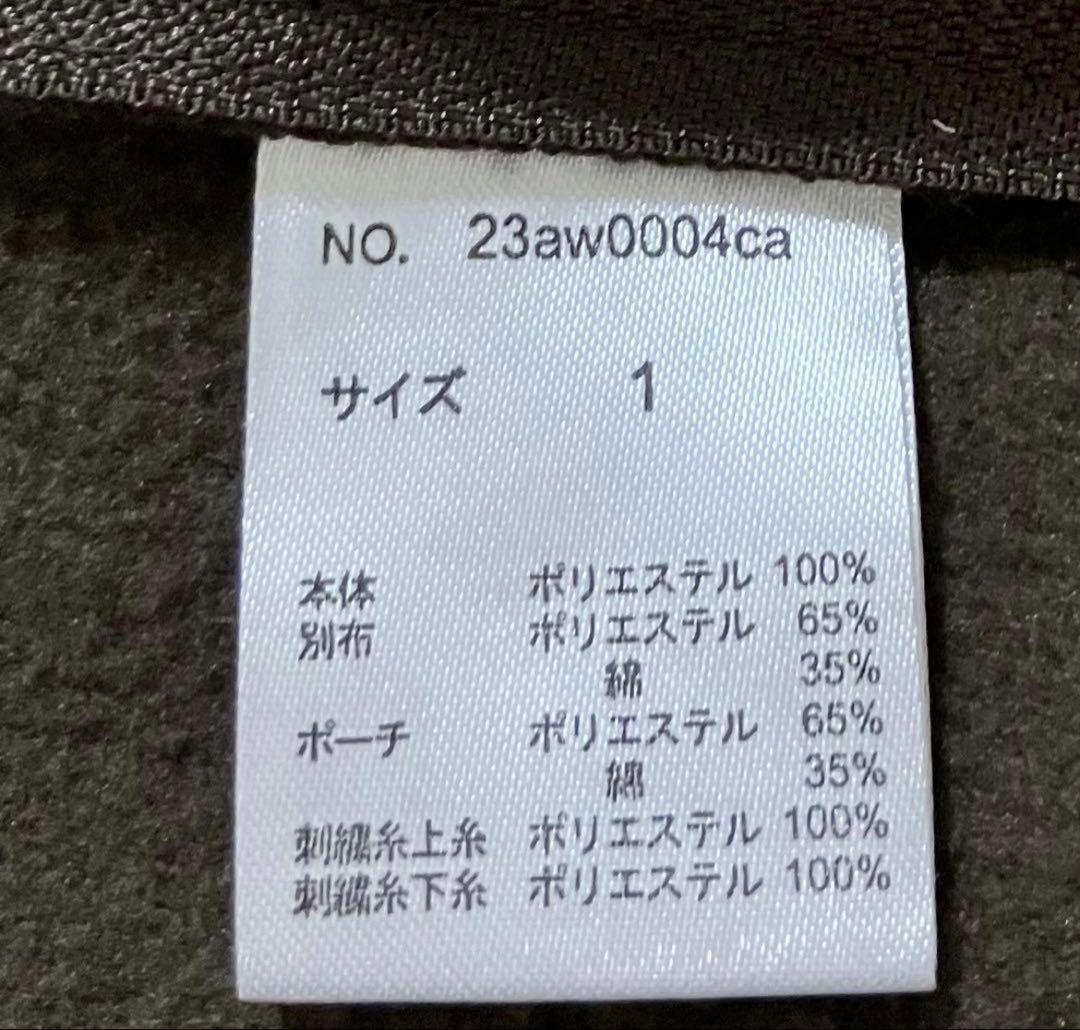 NO. 23aw0004ca
サイズ 1
本体 ポリエステル 100%
別布 ポリエステル 65%
綿 35%
ポーチ ポリエステル 65%
綿 35%
刺繍糸上糸 ポリエステル 100%
刺繍糸下糸 ポリエステル 100%